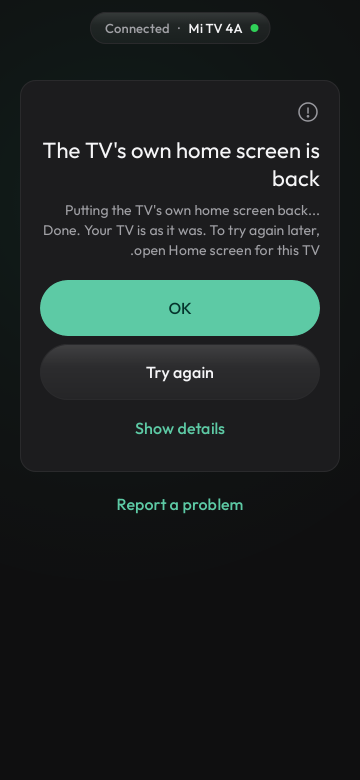 Connected · Mi TV 4A
The TV's own home screen is
back
Putting the TV's own home screen back...
Done. Your TV is as it was. To try again later,
.open Home screen for this TV
OK
Try again
Show details
Report a problem